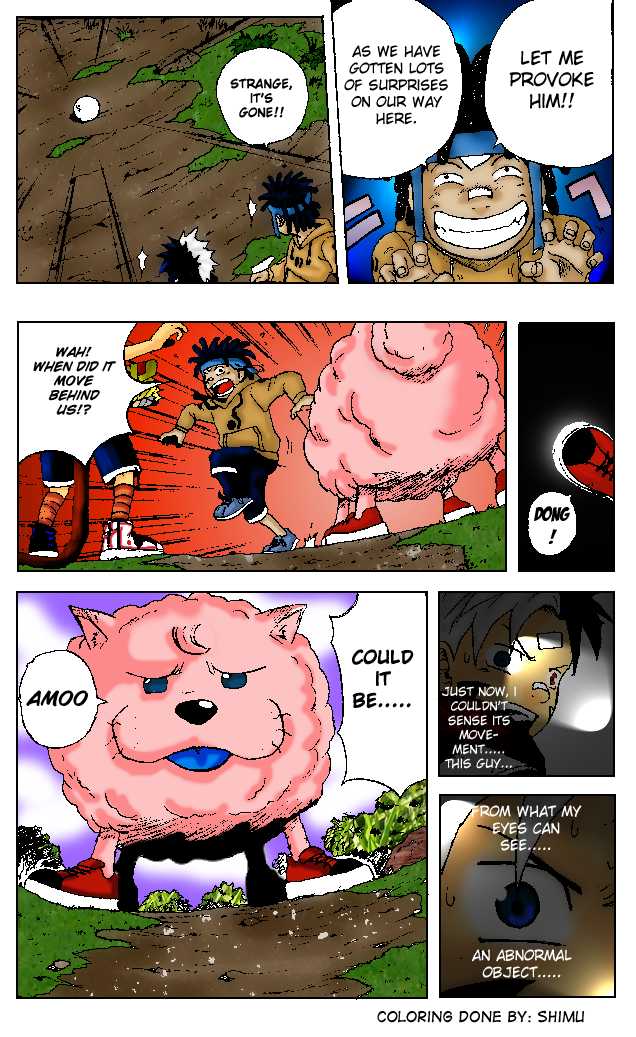 STRANGE,
IT'S
GONE!!
AS WE HAVE
GOTTEN LOTS
OF SURPRISES
ON OUR WAY
HERE.
LET ME
PROVOKE
HIM!!
WAH!
WHEN DID IT
MOVE
BEHIND
US!?
DONG
!
AMOO
COULD
IT
BE.....
JUST NOW, I
COULDN'T
SENSE ITS
MOVE-
MENT.....
THIS GUY...
FROM WHAT MY
EYES CAN
SEE.....
AN ABNORMAL
OBJECT.....
COLORING DONE BY: SHIMU